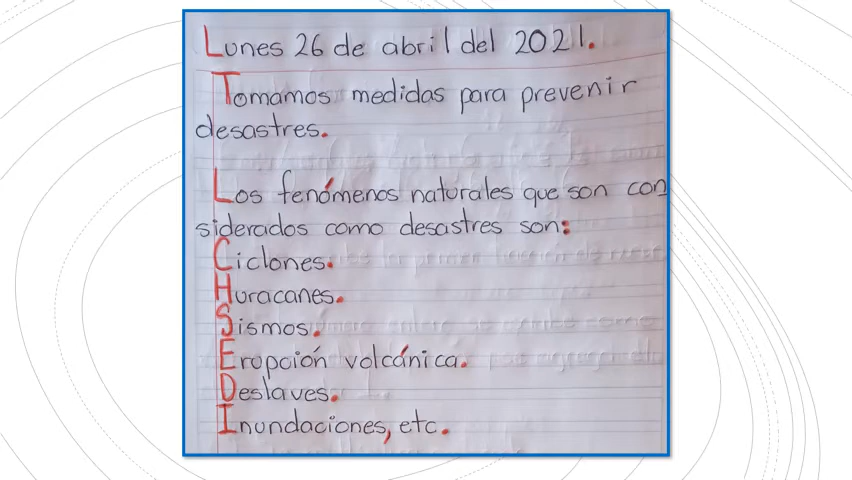 Lunes 26 de abril del 2021.
Tomamos medidas para prevenir
desastres.
Los fenómenos naturales que son con
siderados como desastres son:
Ciclones.
Huracanes.
Sismos.
Erupción volcánica.
Deslaves.
Inundaciones, etc.